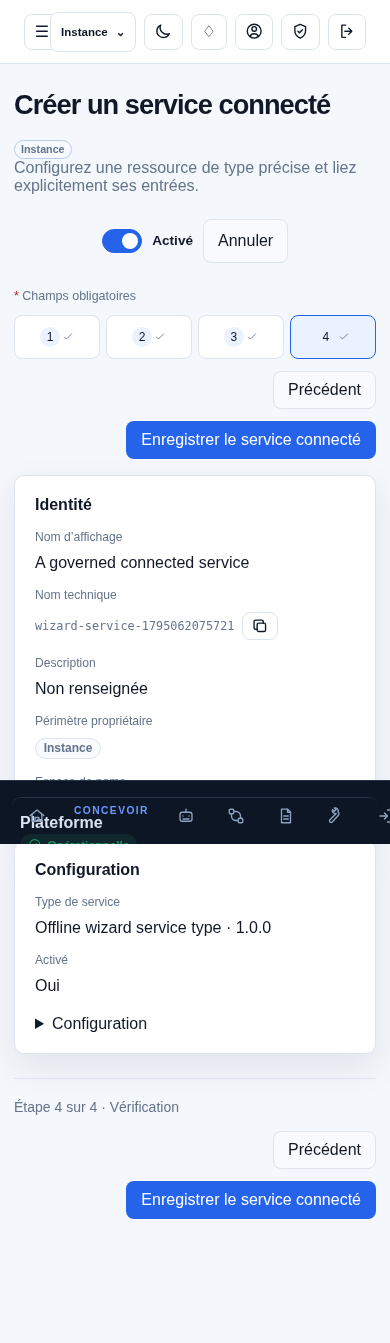 Instance
Créer un service connecté
Instance
Configurez une ressource de type précise et liez
explicitement ses entrées.
Activé
Annuler
* Champs obligatoires
1
2
3
4
Précédent
Enregistrer le service connecté
Identité
Nom d’affichage
A governed connected service
Nom technique
wizard-service-1795062075721
Description
Non renseignée
Périmètre propriétaire
Instance
CONCEVOIR
Plateforme
Configuration
Type de service
Offline wizard service type · 1.0.0
Activé
Oui
Configuration
Étape 4 sur 4 · Vérification
Précédent
Enregistrer le service connecté